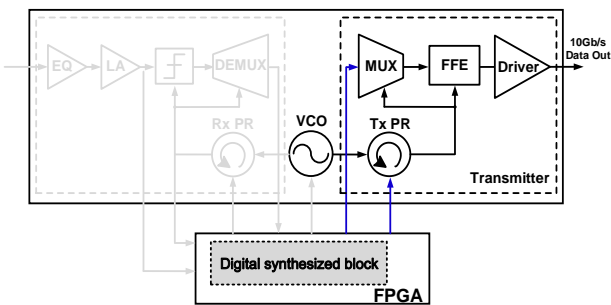 10Gb/s
Data Out
EQ
LA
DEMUX
MUX
FFE
Driver
Rx PR
VCO
Tx PR
Transmitter
Digital synthesized block
FPGA